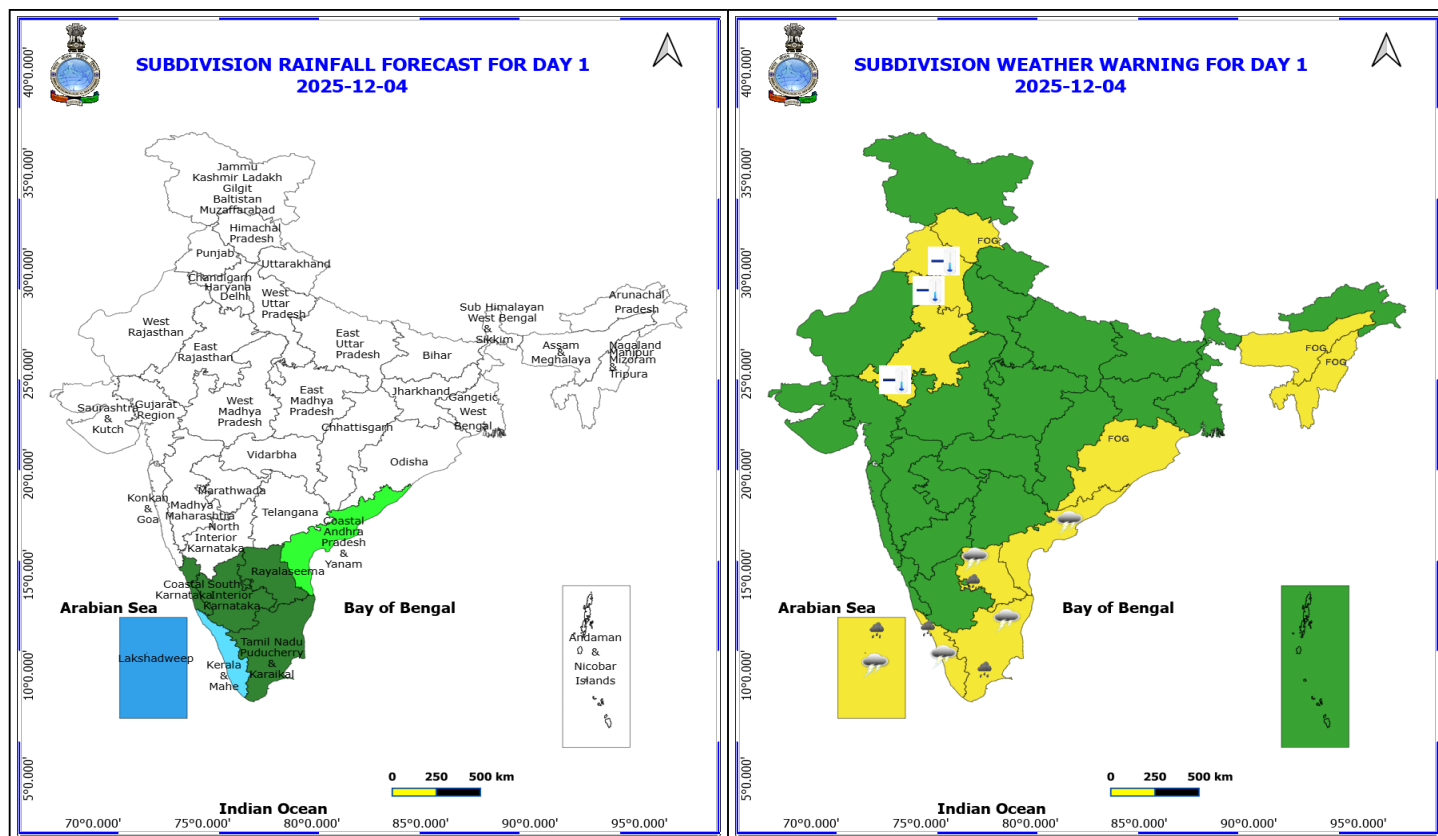 SUBDIVISION RAINFALL FORECAST FOR DAY 1
2025-12-04
40°0.000'
35°0.000'
30°0.000'
25°0.000'
20°0.000'
15°0.000'
10°0.000'
5°0.000'
Jammu
Kashmir Ladakh
Gilgit
Baltistan
Muzaffarabad
Himachal
Pradesh
Punjab
Uttarakhand
Chandigarh
Haryana
Delhi
West
Uttar
Pradesh
Arunachal
Pradesh
Sub Himalayan
West Bengal
&
Sikkim
West
Rajasthan
East
Rajasthan
East
Uttar
Pradesh
Bihar
Assam
&
Meghalaya
Nagaland
Manipur
Mizoram
&
Tripura
Saurashtra
&
Kutch
Gujarat
Region
West
Madhya
Pradesh
East
Madhya
Pradesh
Jharkhand
Gangetic
West
Bengal
Chhattisgarh
Vidarbha
Odisha
Konkan
&
Goa
Madhya
Maharashtra
Marathwada
Telangana
North
Interior
Karnataka
Coastal
Andhra
Pradesh
&
Yanam
Rayalaseema
Coastal
Karnataka
South
Interior
Karnataka
Arabian Sea
Bay of Bengal
Lakshadweep
Kerala
&
Mahe
Tamil Nadu
Puducherry
&
Karaikal
Andaman
&
Nicobar
Islands
0 250 500 km
Indian Ocean
70°0.000' 75°0.000' 80°0.000' 85°0.000' 90°0.000' 95°0.000'
SUBDIVISION WEATHER WARNING FOR DAY 1
2025-12-04
40°0.000'
35°0.000'
30°0.000'
25°0.000'
20°0.000'
15°0.000'
10°0.000'
5°0.000'
FOG
FOG
FOG
FOG
Arabian Sea
Bay of Bengal
0 250 500 km
Indian Ocean
70°0.000' 75°0.000' 80°0.000' 85°0.000' 90°0.000' 95°0.000'